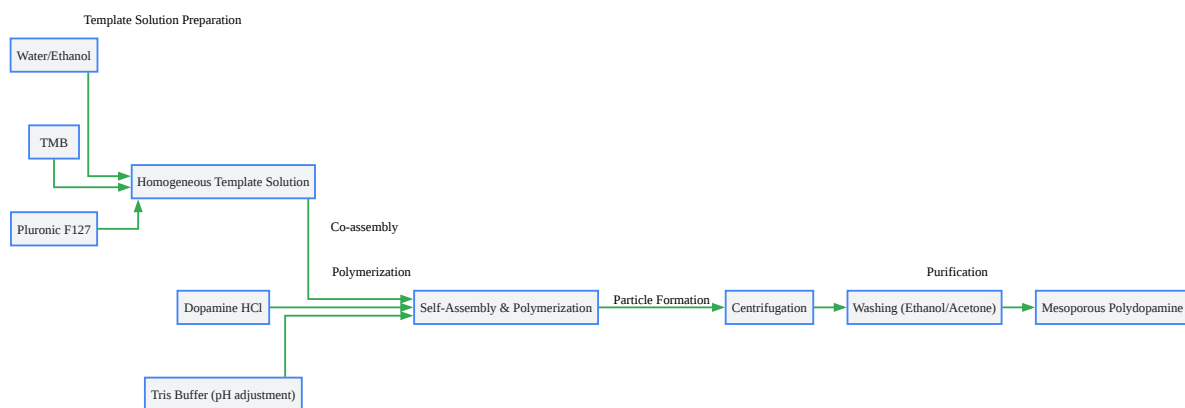 Template Solution Preparation
Water/Ethanol
TMB
Homogeneous Template Solution
Pluronic F127
Co-assembly
Polymerization
Purification
Dopamine HCl
Self-Assembly & Polymerization
Particle Formation
Centrifugation
Washing (Ethanol/Acetone)
Mesoporous Polydopamine
Tris Buffer (pH adjustment)